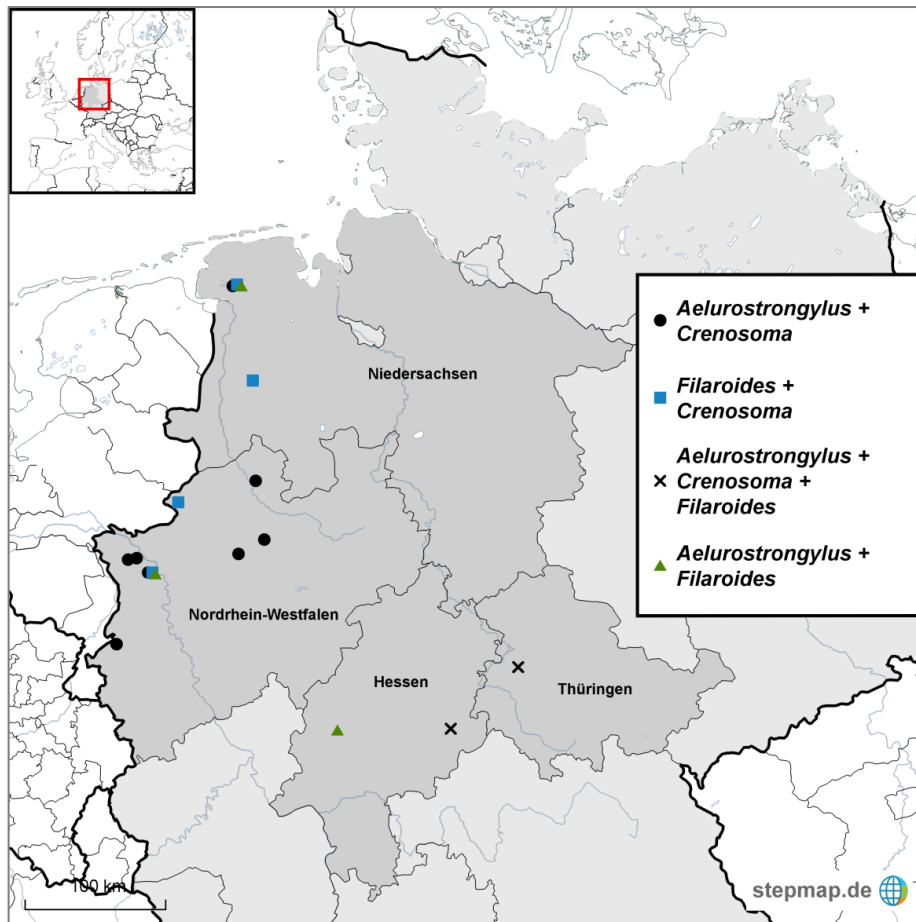 Niedersachsen
Nordrhein-Westfalen
Hessen
Thüringen
Aelurostrongylus +
Crenosoma
Filaroides +
Crenosoma
Aelurostrongylus +
Crenosoma +
Filaroides
Aelurostrongylus +
Filaroides
100 km
stepmap.de